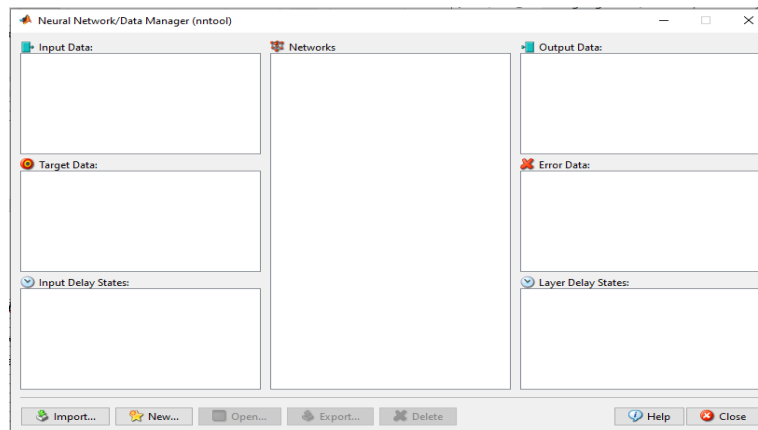 Neural Network/Data Manager (nntool)
Input Data:
Networks
Output Data:
Target Data:
Error Data:
Input Delay States:
Layer Delay States:
Import...
New...
Open...
Export...
Delete
Help
Close